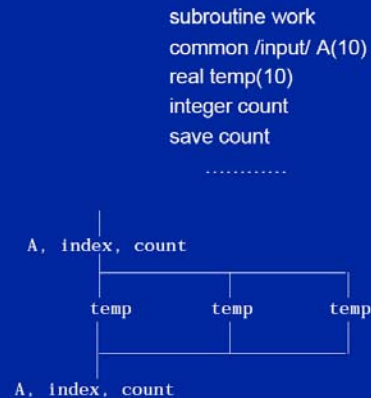 subroutine work
common /input/ A(10)
real temp(10)
integer count
save count
............
A, index, count
temp temp temp
A, index, count